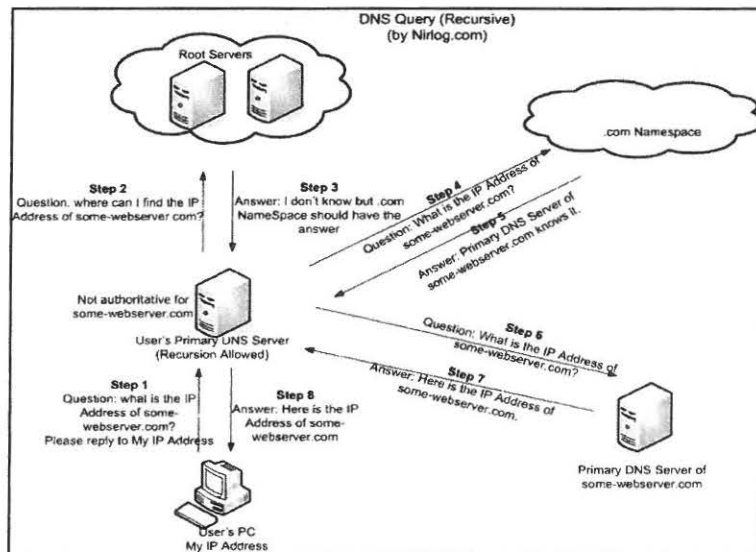 DNS Query (Recursive)
(by Nirlog.com)
Root Servers
.com Namespace
Step 2
Question. where can I find the IP
Address of some-webserver com?
Step 3
Answer: I don't know but .com
NameSpace should have the
answer
Step 4
Question: What is the IP Address of
some-webserver.com?
Step 5
Answer: Primary DNS Server of
some-webserver.com knows it.
Not authoritative for
some-webserver.com
User's Primary DNS Server
(Recursion Allowed)
Step 6
Question: What is the IP Address of
some-webserver.com?
Step 7
Answer: Here is the IP Address of
some-webserver.com.
Step 1
Question: what is the IP
Address of some-
webserver.com?
Please reply to My IP Address
Step 8
Answer: Here is the IP
Address of some-
webserver.com
Primary DNS Server of
some-webserver.com
User's PC
My IP Address